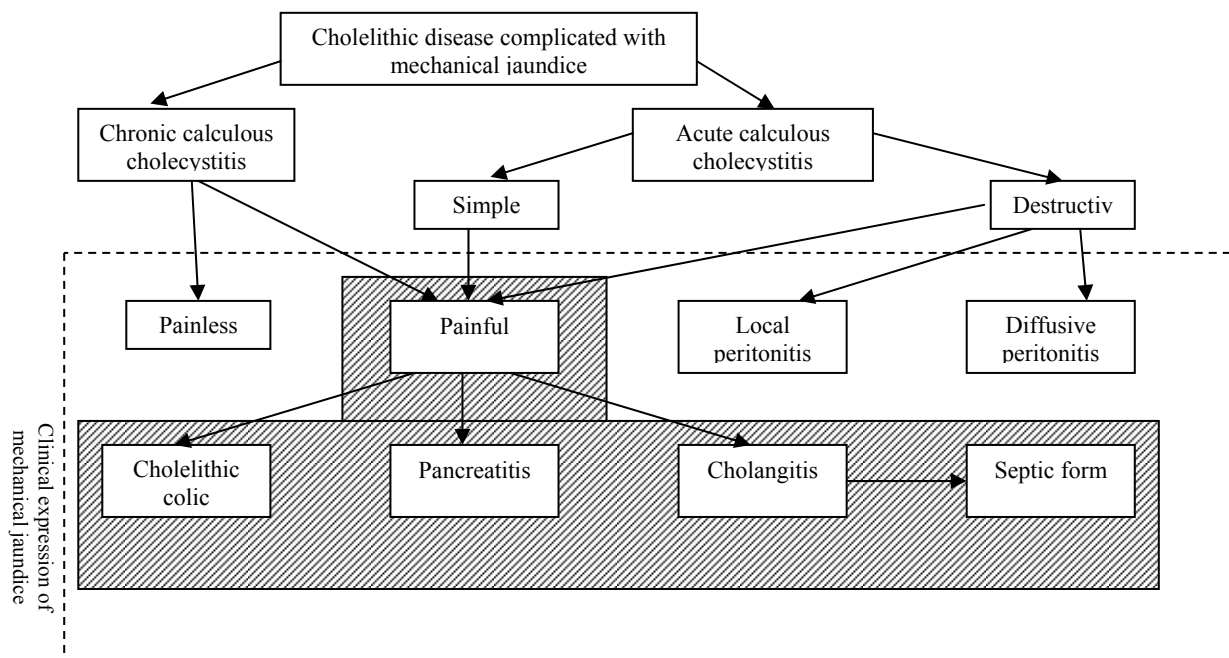 Cholelithic disease complicated with
mechanical jaundice
Chronic calculous
cholecystitis
Acute calculous
cholecystitis
Simple
Destructiv
Painless
Painful
Local
peritonitis
Diffusive
peritonitis
Clinical expression of
mechanical jaundice
Cholelithic
colic
Pancreatitis
Cholangitis
Septic form